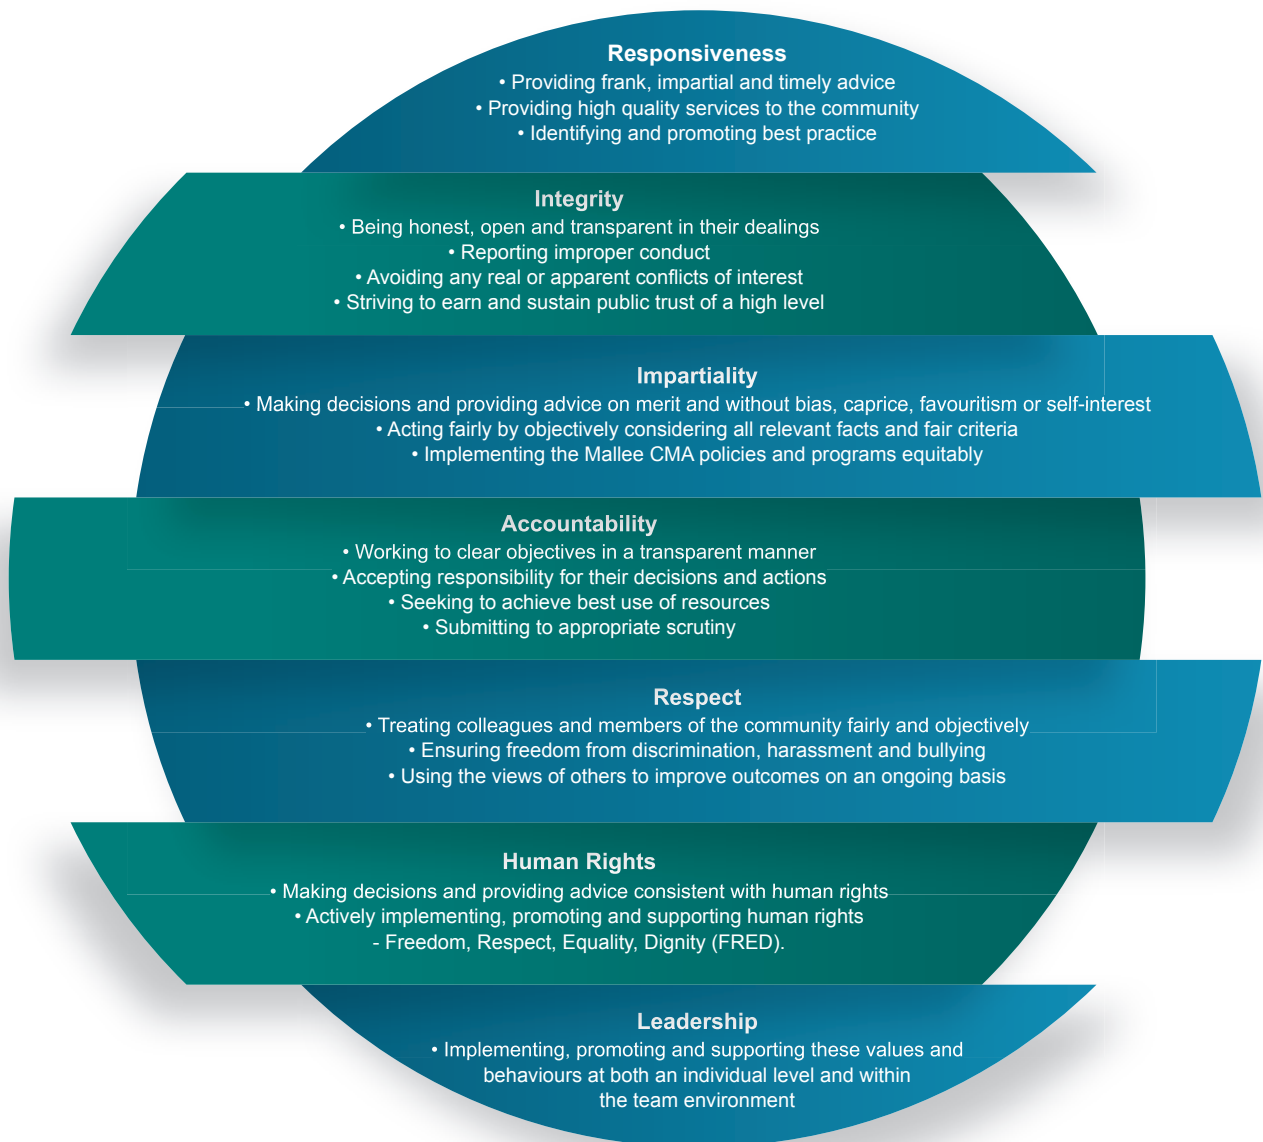 Responsiveness
• Providing frank, impartial and timely advice
• Providing high quality services to the community
• Identifying and promoting best practice
Integrity
• Being honest, open and transparent in their dealings
• Reporting improper conduct
• Avoiding any real or apparent conflicts of interest
• Striving to earn and sustain public trust of a high level
Impartiality
• Making decisions and providing advice on merit and without bias, caprice, favouritism or self-interest
• Acting fairly by objectively considering all relevant facts and fair criteria
• Implementing the Mallee CMA policies and programs equitably
Accountability
• Working to clear objectives in a transparent manner
• Accepting responsibility for their decisions and actions
• Seeking to achieve best use of resources
• Submitting to appropriate scrutiny
Respect
• Treating colleagues and members of the community fairly and objectively
• Ensuring freedom from discrimination, harassment and bullying
• Using the views of others to improve outcomes on an ongoing basis
Human Rights
• Making decisions and providing advice consistent with human rights
• Actively implementing, promoting and supporting human rights
- Freedom, Respect, Equality, Dignity (FRED).
Leadership
• Implementing, promoting and supporting these values and
behaviours at both an individual level and within
the team environment